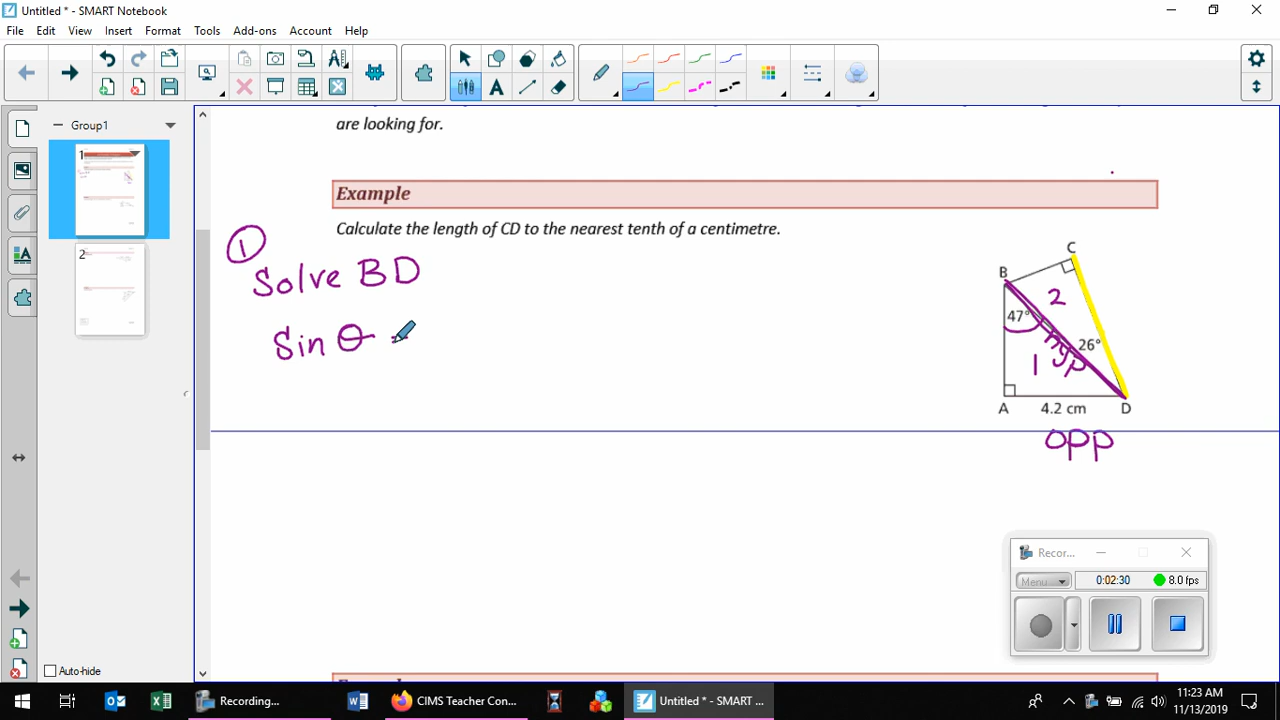 Untitled * - SMART Notebook
File Edit View Insert Format Tools Add-ons Account Help
Group1
1
2
are looking for.
Example
Calculate the length of CD to the nearest tenth of a centimetre.
①
Solve BD
Sin θ =
C
B
2
47°
hyp
26°
1
A 4.2 cm D
opp
Recor...
Menu 0:02:30 8.0 fps
Auto-hide
Recording... CIMS Teacher Con... Untitled * - SMART ...
11:23 AM
11/13/2019